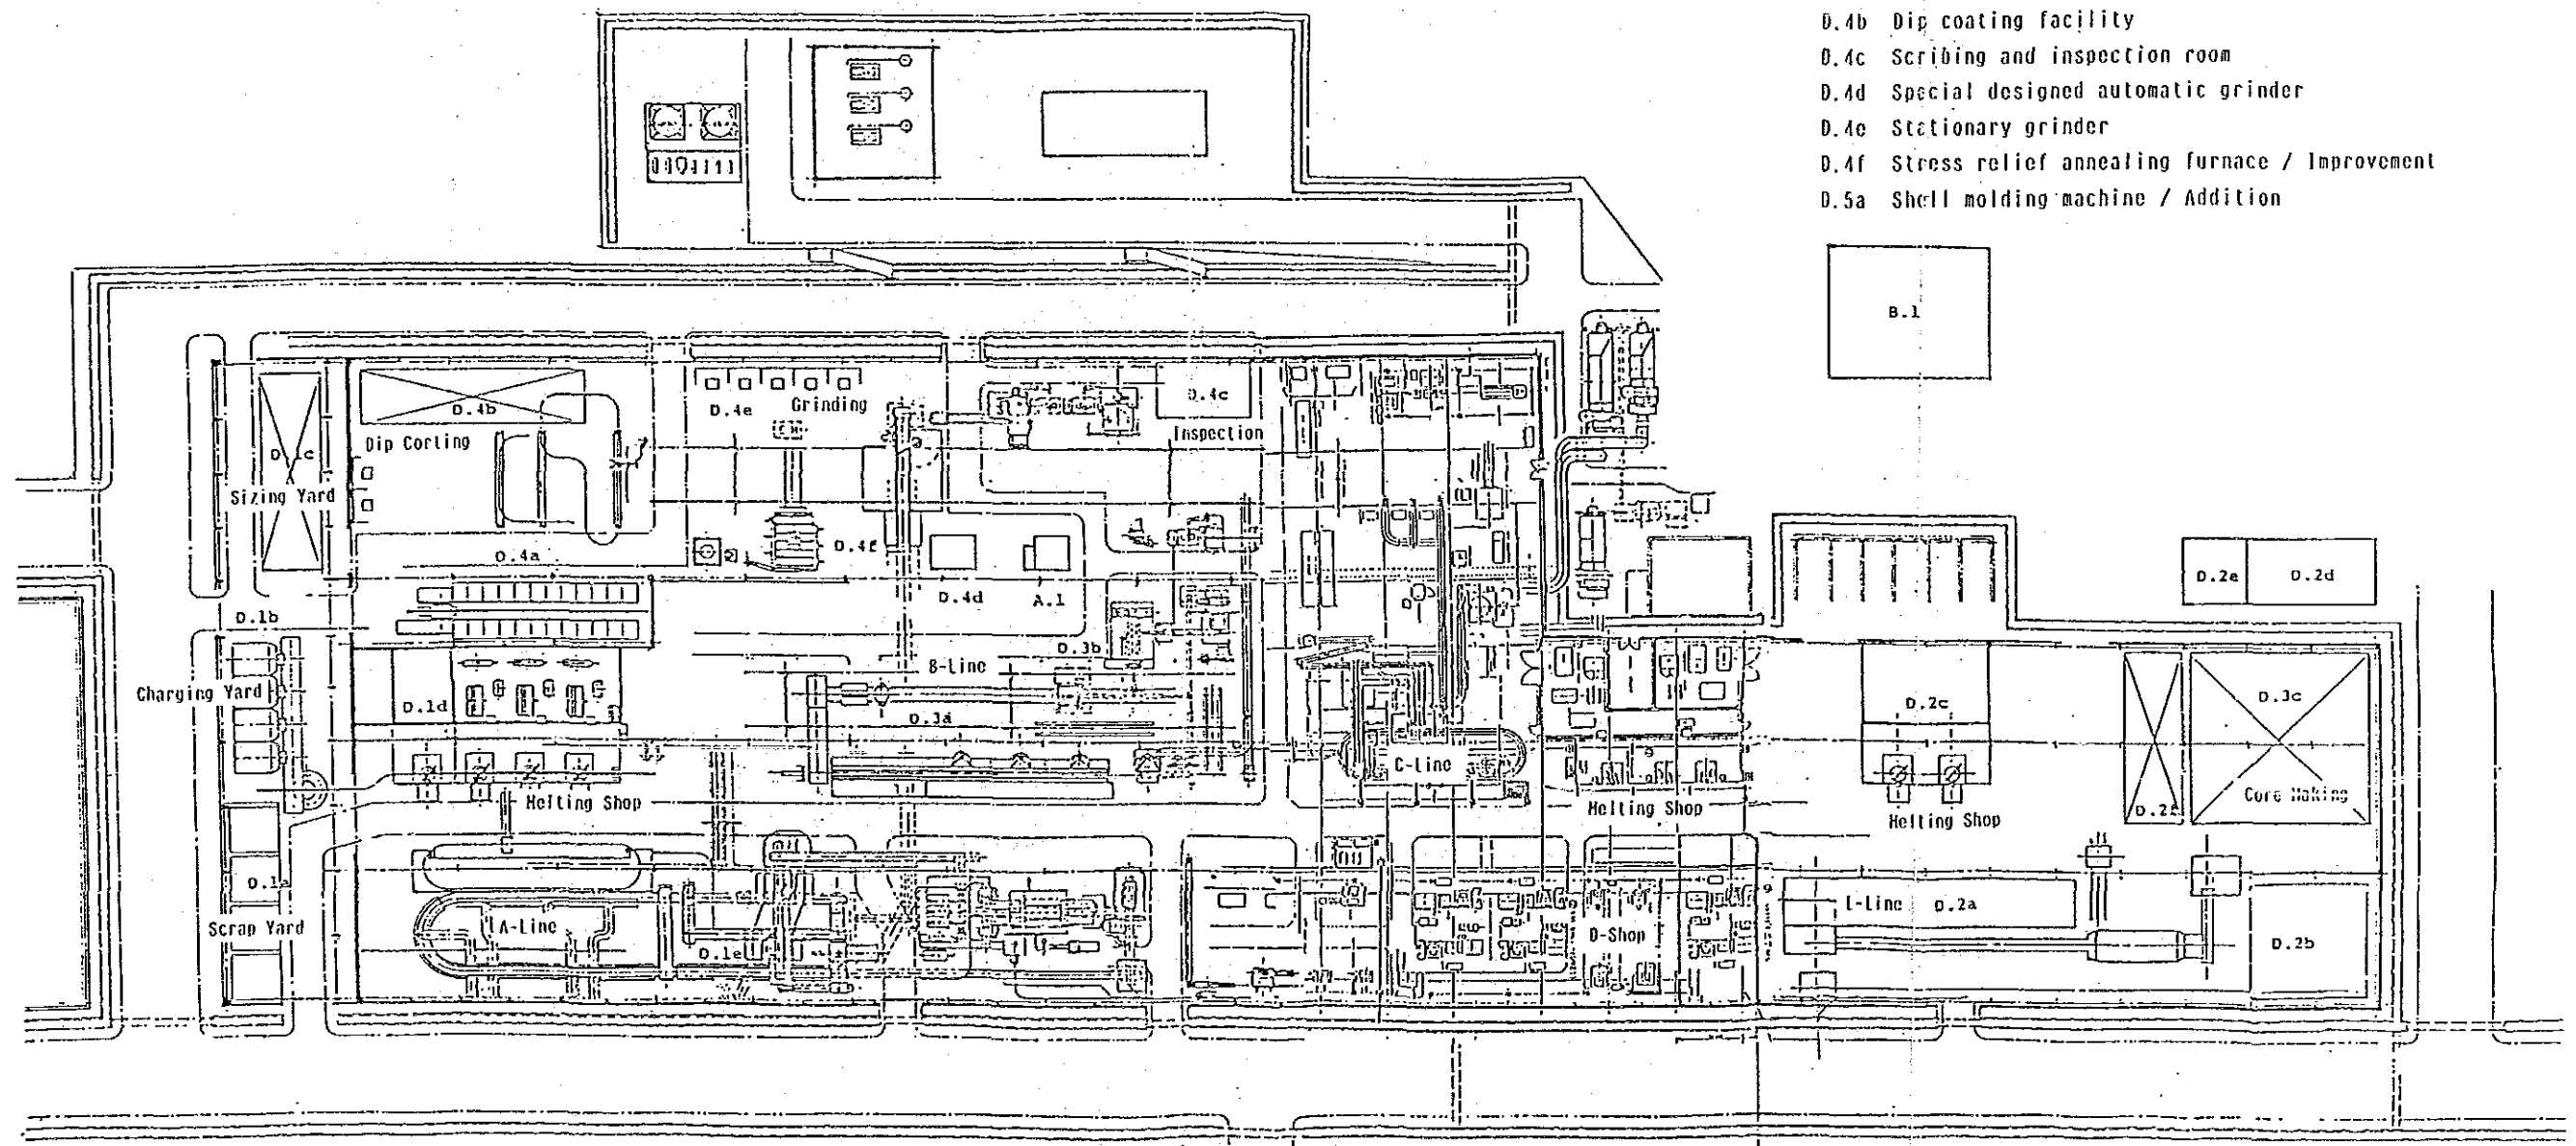 D.4b Dip coating facility
D.4c Scribing and inspection room
D.4d Special designed automatic grinder
D.4e Stationary grinder
D.4f Stress relief annealing furnace / Improvement
D.5a Shell molding machine / Addition
B.1
D.4b
D.4e
Grinding
D.4c
Dip Corting
Inspection
D.1c
Sizing Yard
D.4a
D.4f
D.4d
A.1
D.2e
D.2d
D.1b
D.3b
B-Line
Charging Yard
D.1d
D.3a
D.2c
D.3c
C-Line
Melting Shop
Melting Shop
Melting Shop
D.2f
Core Making
D.1a
Scrap Yard
A-Line
D.1e
D-Shop
L-Line
D.2a
D.2b